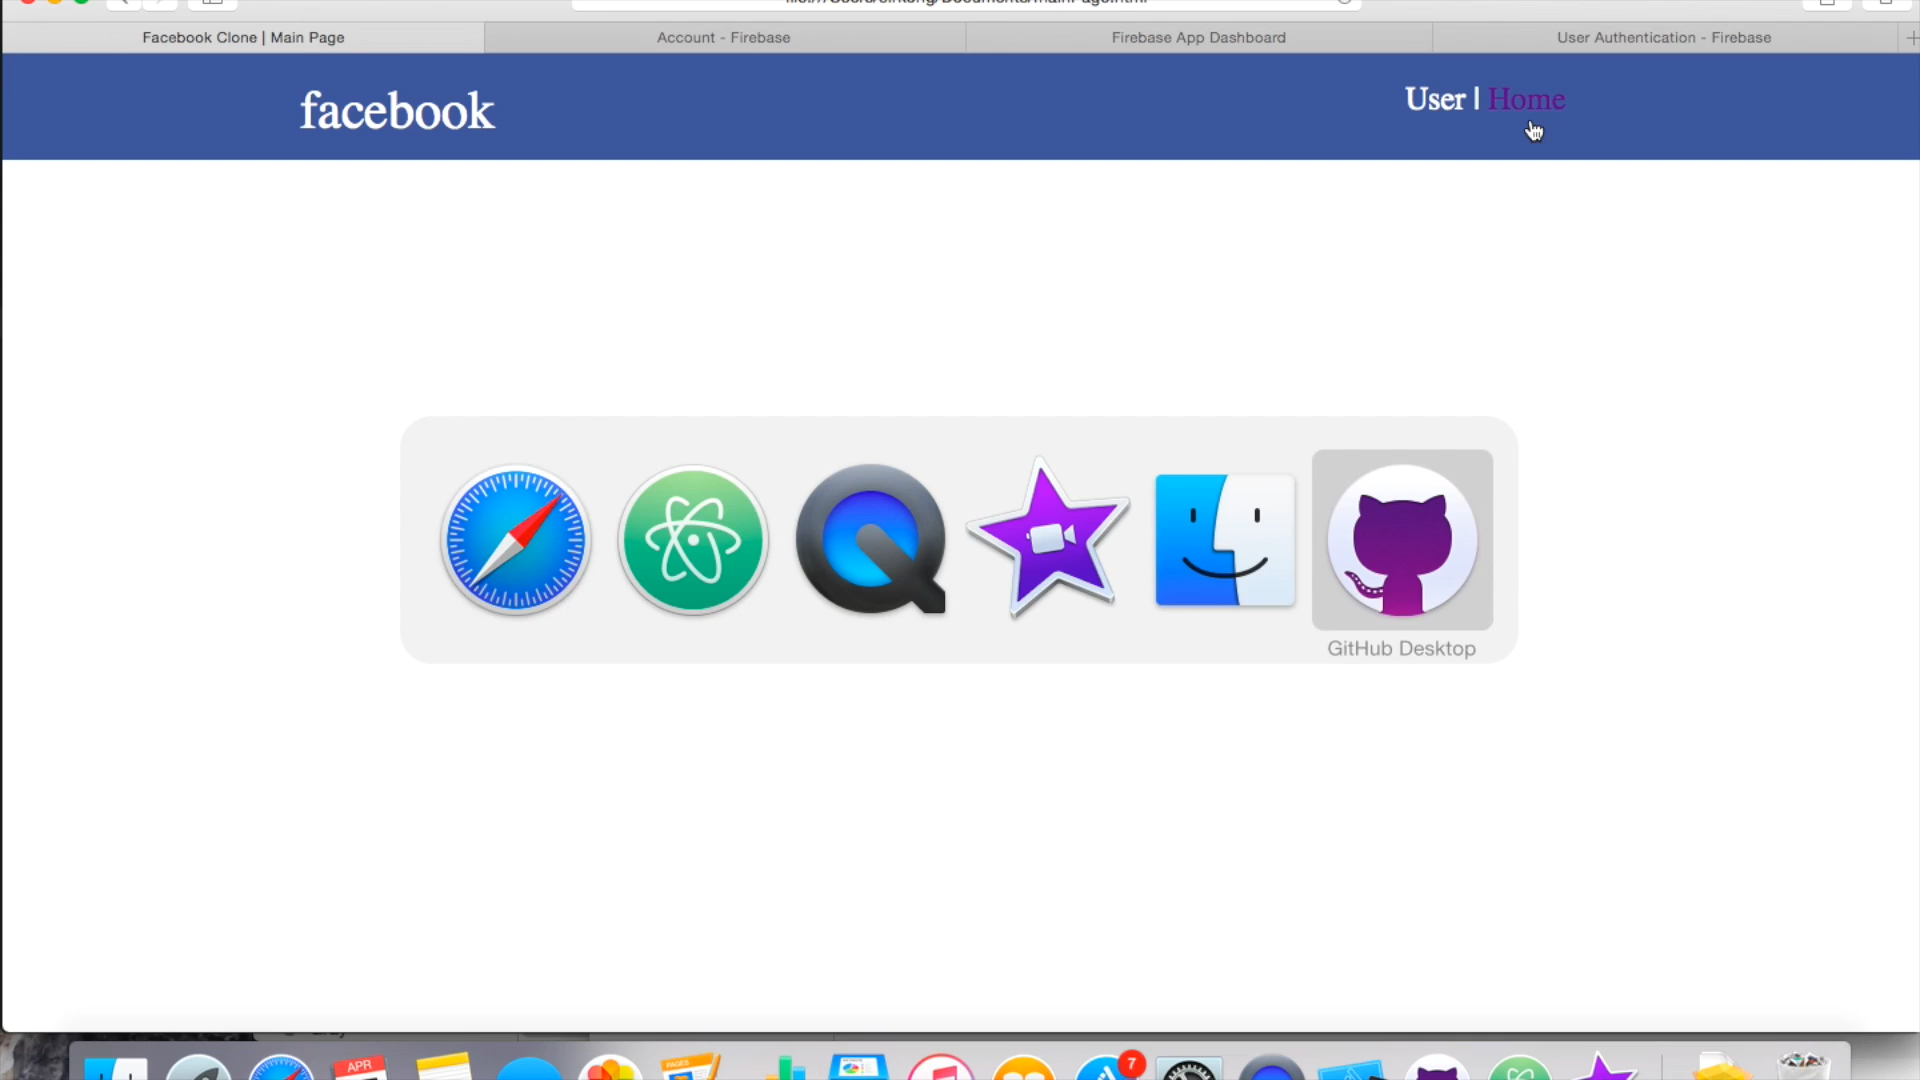 Facebook Clone | Main Page
Account - Firebase
Firebase App Dashboard
User Authentication - Firebase
facebook
User | Home
GitHub Desktop
APR
PAGES
7